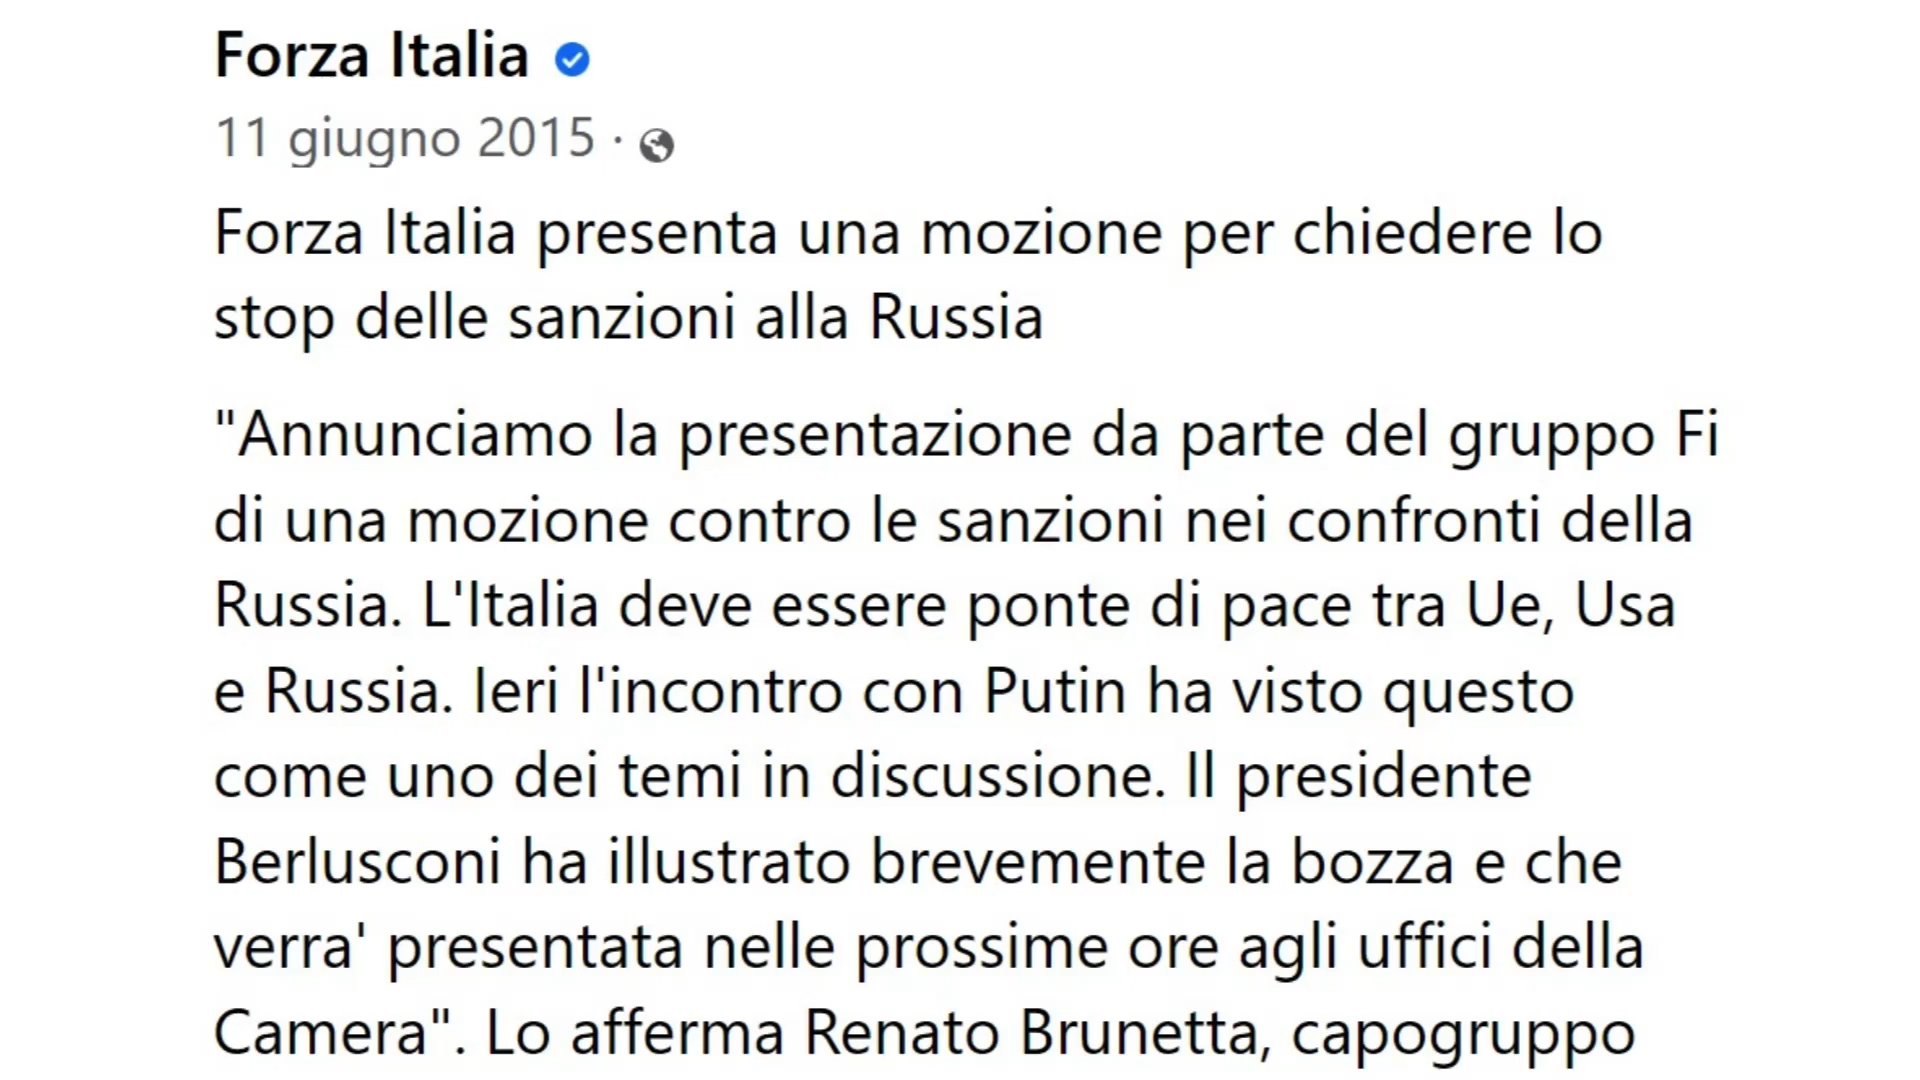 Forza Italia
11 giugno 2015 ·
Forza Italia presenta una mozione per chiedere lo
stop delle sanzioni alla Russia
"Annunciamo la presentazione da parte del gruppo Fi
di una mozione contro le sanzioni nei confronti della
Russia. L'Italia deve essere ponte di pace tra Ue, Usa
e Russia. Ieri l'incontro con Putin ha visto questo
come uno dei temi in discussione. Il presidente
Berlusconi ha illustrato brevemente la bozza e che
verra' presentata nelle prossime ore agli uffici della
Camera". Lo afferma Renato Brunetta, capogruppo